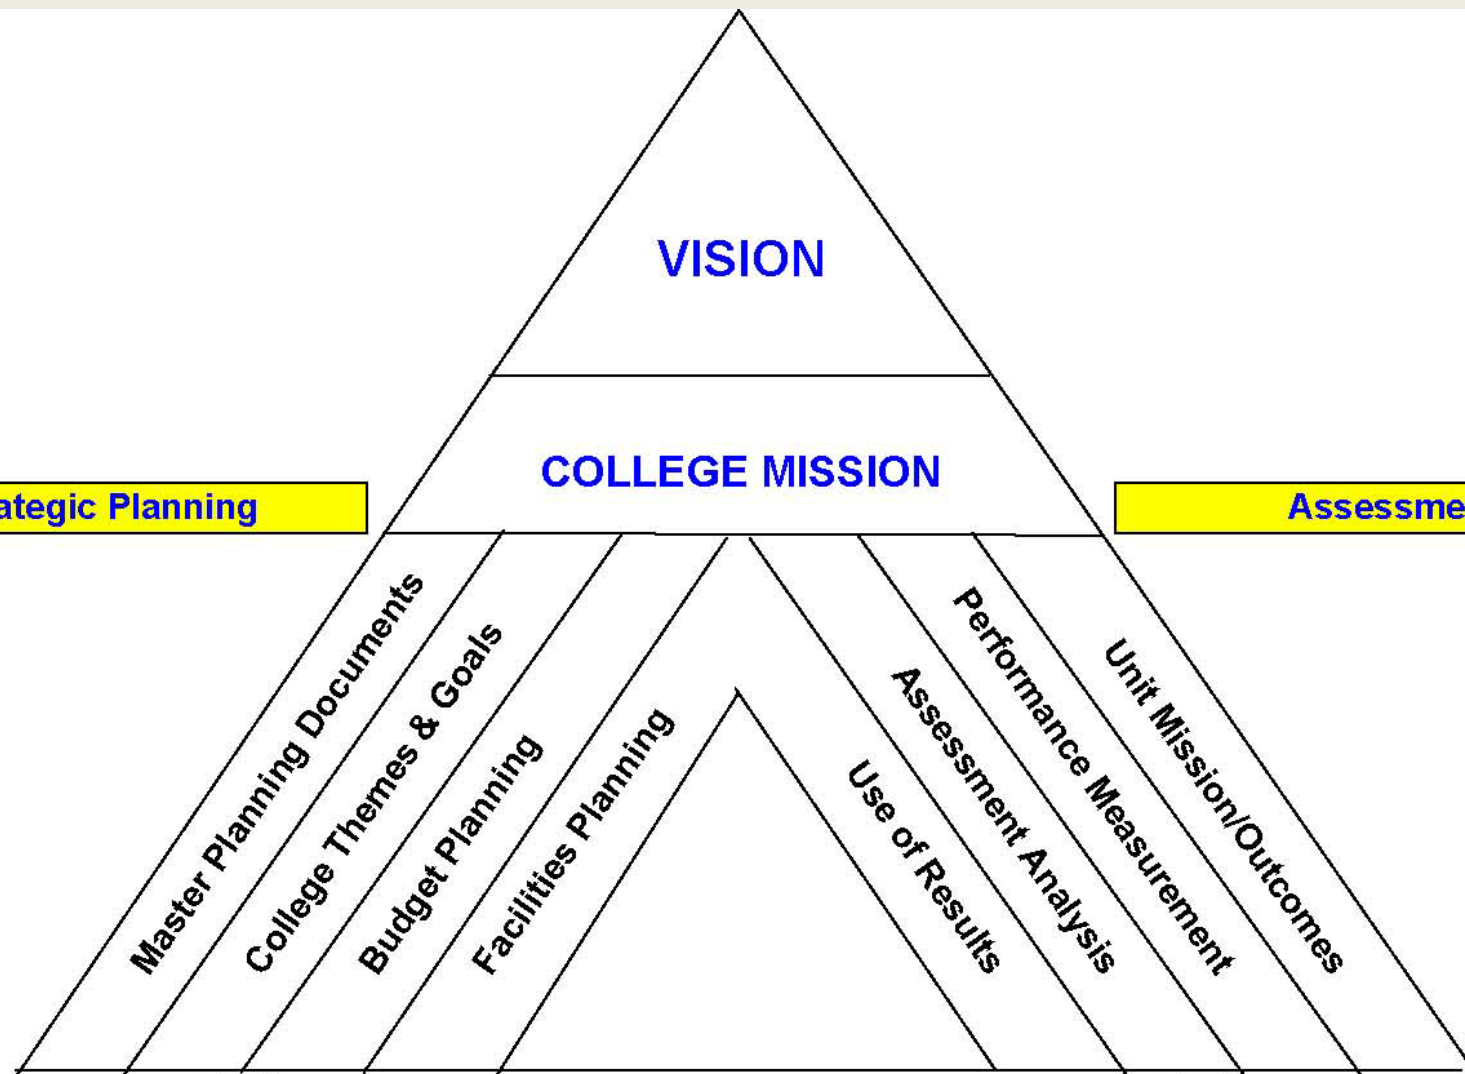 VISION
COLLEGE MISSION
ategic Planning
Assessme
Master Planning Documents
College Themes & Goals
Budget Planning
Facilities Planning
Use of Results
Assessment Analysis
Performance Measurement
Unit Mission/Outcomes